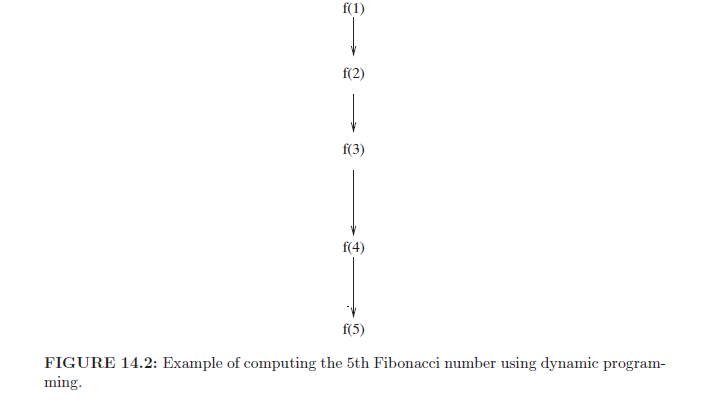 f(1)
f(2)
f(3)
f(4)
f(5)
FIGURE 14.2: Example of computing the 5th Fibonacci number using dynamic program-
ming.